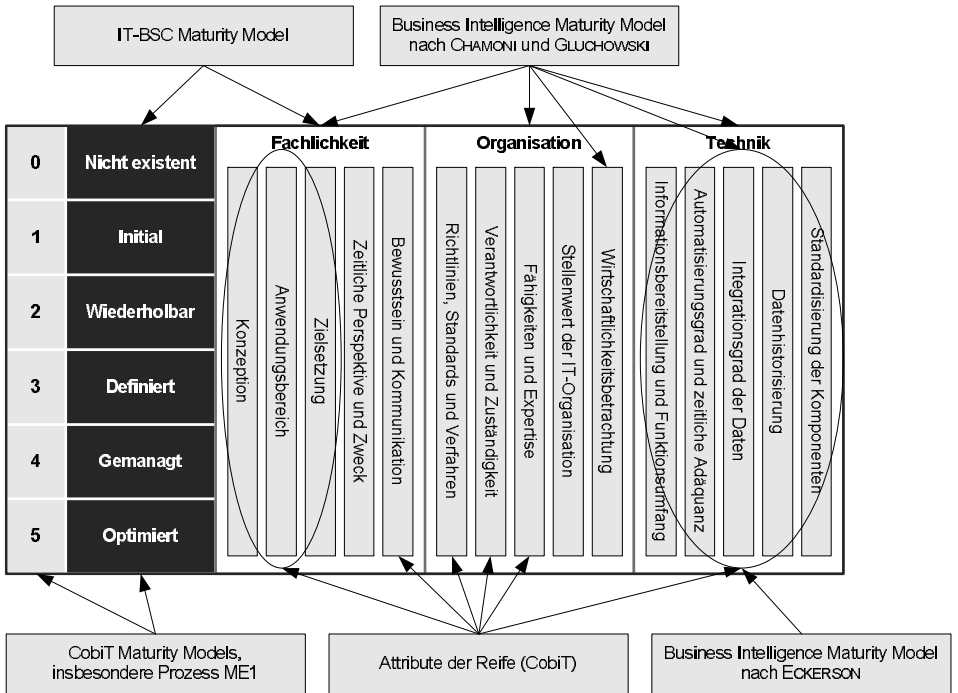 IT-BSC Maturity Model
Business Intelligence Maturity Model
nach CHAMONI und GLUCHOWSKI
Fachlichkeit
Organisation
Technik
0
Nicht existent
1
Initial
2
Wiederholbar
3
Definiert
4
Gemanagt
5
Optimiert
Konzeption
Anwendungsbereich
Zielsetzung
Zeitliche Perspektive und Zweck
Bewusstsein und Kommunikation
Richtlinien, Standards und Verfahren
Verantwortlichkeit und Zuständigkeit
Fähigkeiten und Expertise
Stellenwert der IT-Organisation
Wirtschaftlichkeitsbetrachtung
Informationsbereitstellung und Funktionsumfang
Automatisierungsgrad und zeitliche Adäquanz
Integrationsgrad der Daten
Datenhistorisierung
Standardisierung der Komponenten
CobiT Maturity Models,
insbesondere Prozess ME1
Attribute der Reife (CobiT)
Business Intelligence Maturity Model
nach ECKERSON